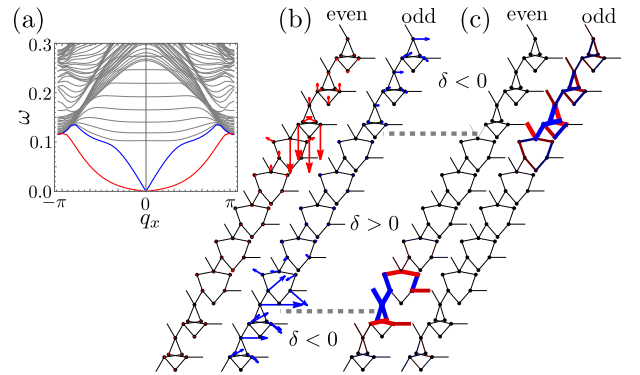 (a)
0.3
0.2
0.1
0.0
ω
−π
0
π
q_x
(b)
even
odd
(c)
even
odd
δ < 0
δ > 0
δ < 0